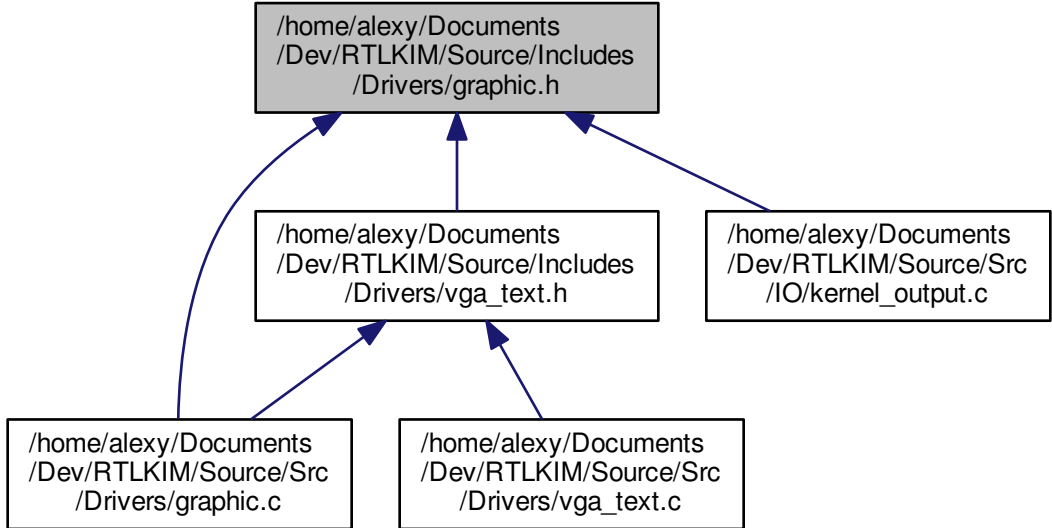 /home/alexy/Documents
/Dev/RTLKIM/Source/Includes
/Drivers/graphic.h
/home/alexy/Documents
/Dev/RTLKIM/Source/Includes
/Drivers/vga_text.h
/home/alexy/Documents
/Dev/RTLKIM/Source/Src
/IO/kernel_output.c
/home/alexy/Documents
/Dev/RTLKIM/Source/Src
/Drivers/graphic.c
/home/alexy/Documents
/Dev/RTLKIM/Source/Src
/Drivers/vga_text.c